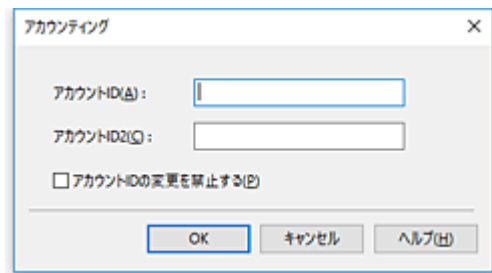 アカウンティング
アカウントID(A) :
アカウントID2(C) :
アカウントIDの変更を禁止する(P)
OK キャンセル ヘルプ(H)